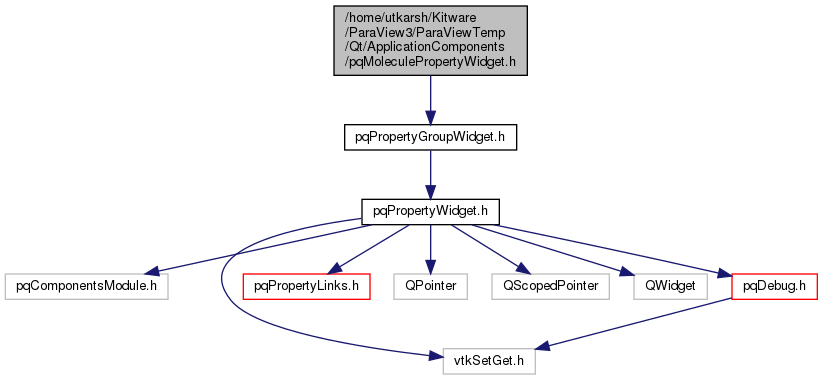 /home/utkarsh/Kitware
/ParaView3/ParaViewTemp
/Qt/ApplicationComponents
/pqMoleculePropertyWidget.h
pqPropertyGroupWidget.h
pqPropertyWidget.h
pqComponentsModule.h
pqPropertyLinks.h
QPointer
QScopedPointer
QWidget
pqDebug.h
vtkSetGet.h